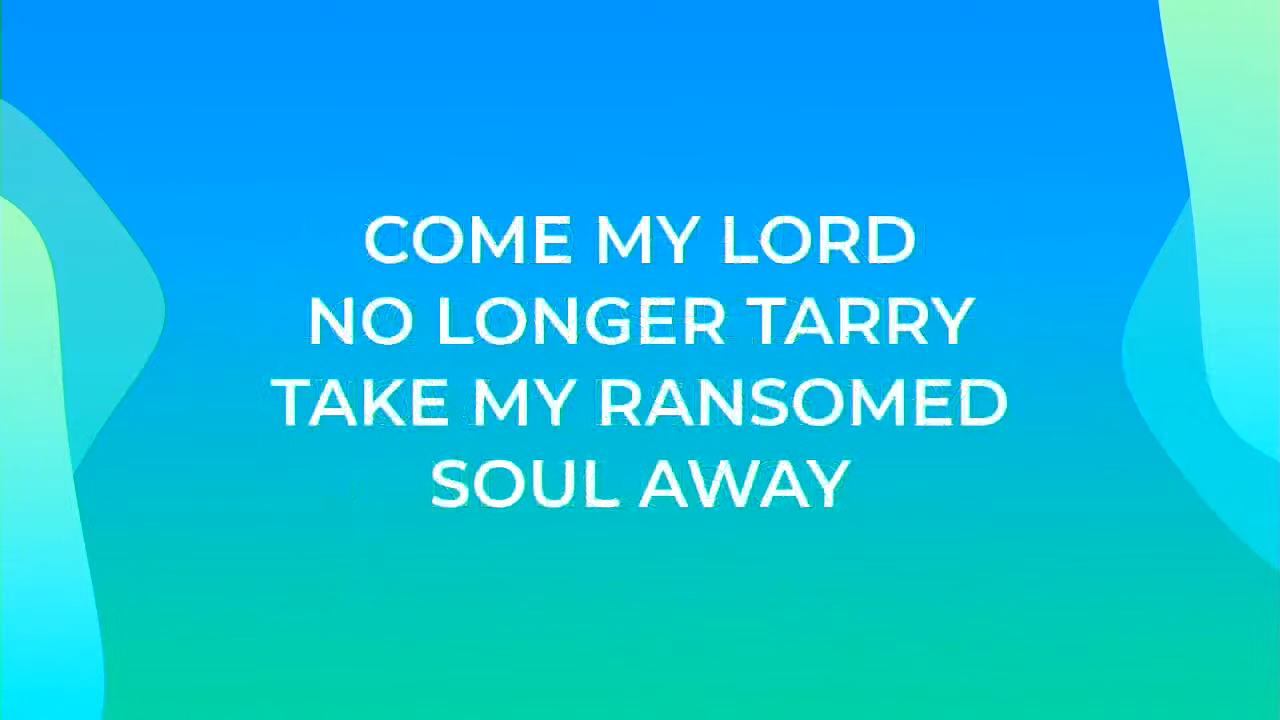 COME MY LORD
NO LONGER TARRY
TAKE MY RANSOMED
SOUL AWAY